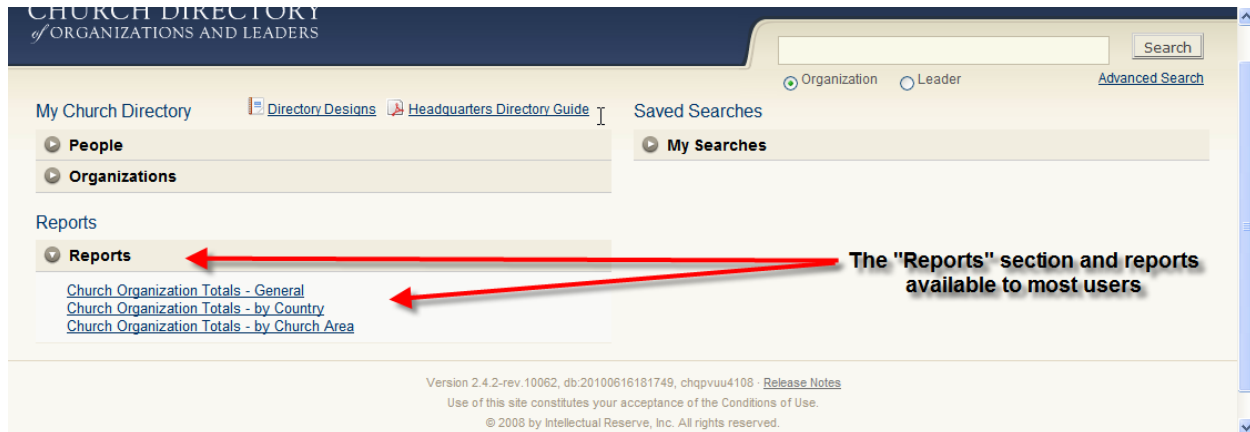 CHURCH DIRECTORY
of ORGANIZATIONS AND LEADERS
Search
Organization Leader Advanced Search
My Church Directory Directory Designs Headquarters Directory Guide
People
Organizations
Saved Searches
My Searches
Reports
Reports
Church Organization Totals - General
Church Organization Totals - by Country
Church Organization Totals - by Church Area
The "Reports" section and reports
available to most users
Version 2.4.2-rev.10062, db:20100616181749, chqpvuu4108 · Release Notes
Use of this site constitutes your acceptance of the Conditions of Use.
© 2008 by Intellectual Reserve, Inc. All rights reserved.